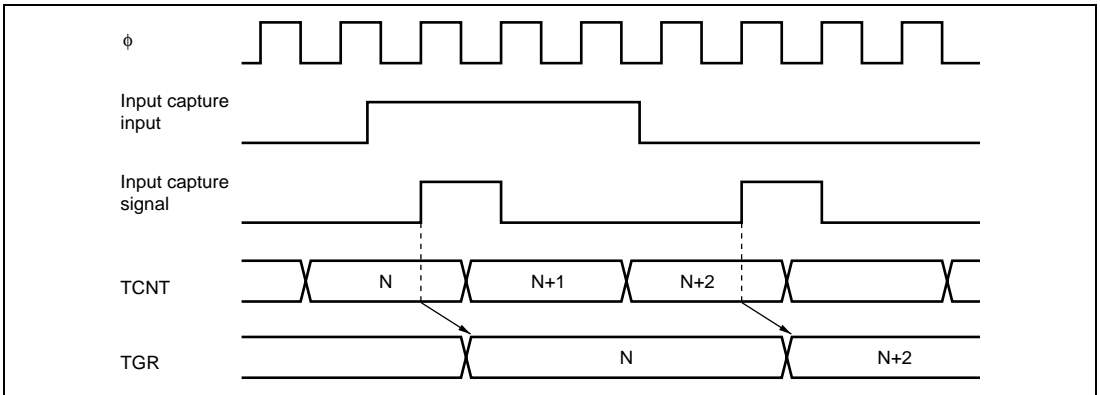 ϕ
Input capture
input
Input capture
signal
TCNT N N+1 N+2
TGR N N+2